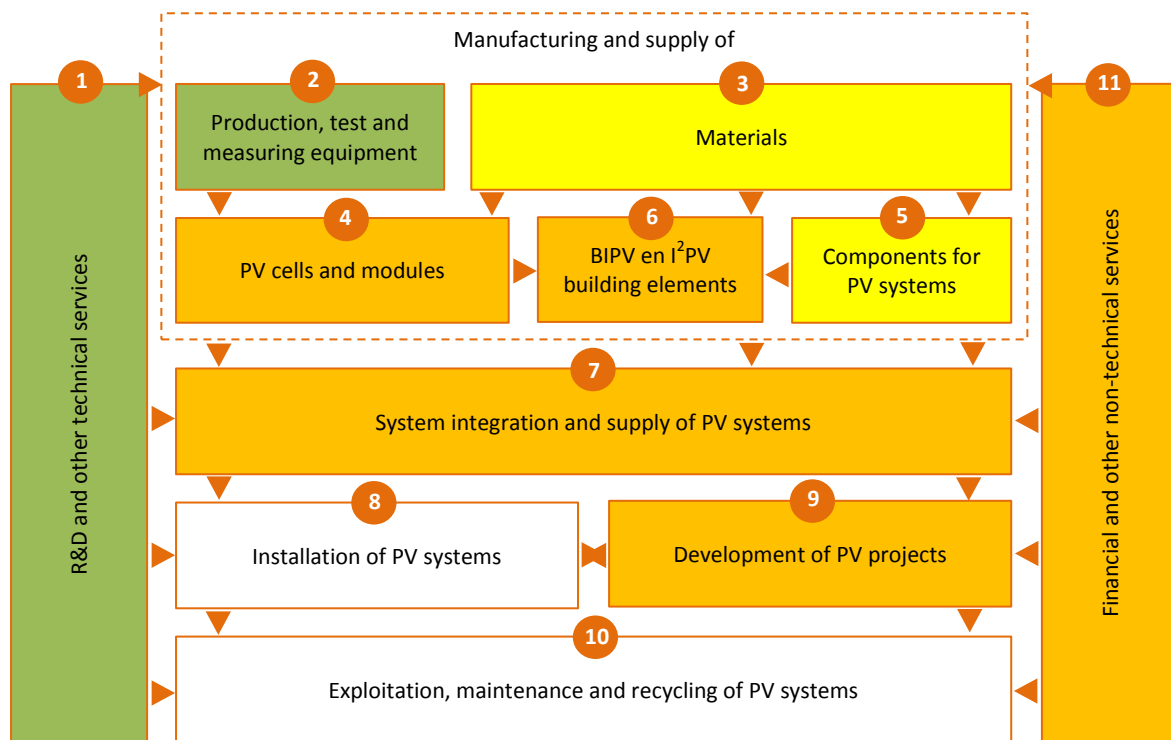 Manufacturing and supply of
1
R&D and other technical services
2
Production, test and
measuring equipment
3
Materials
11
Financial and other non-technical services
4
PV cells and modules
6
BIPV en I²PV
building elements
5
Components for
PV systems
7
System integration and supply of PV systems
8
Installation of PV systems
9
Development of PV projects
10
Exploitation, maintenance and recycling of PV systems